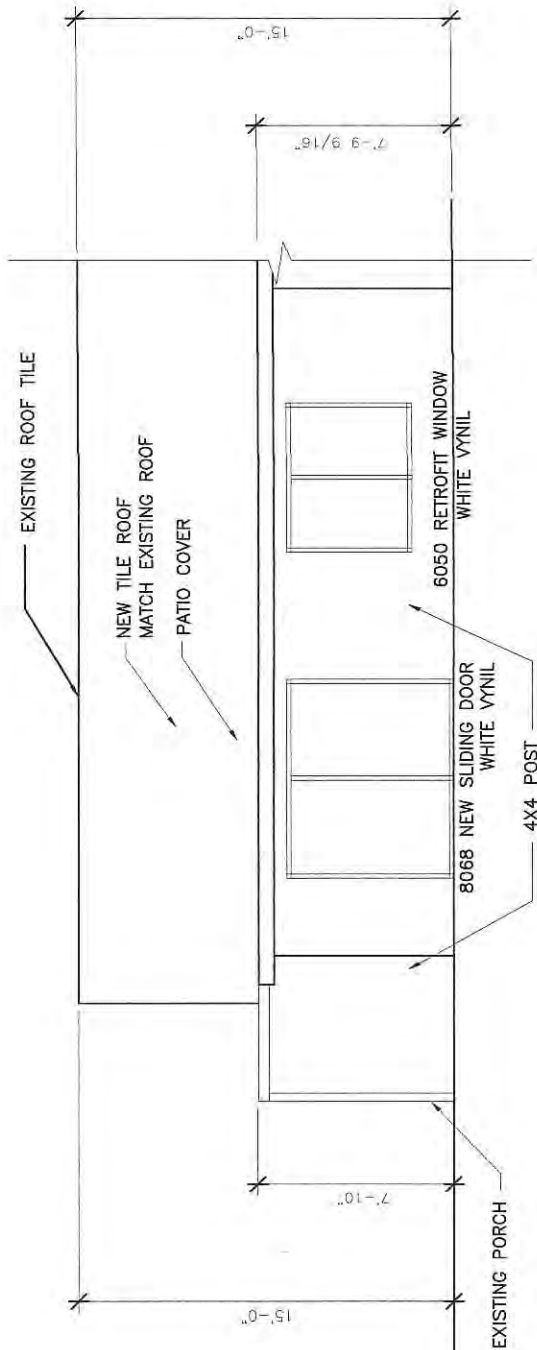 EXISTING ROOF TILE
NEW TILE ROOF
MATCH EXISTING ROOF
PATIO COVER
15'-0"
7'-10"
15'-0"
7'-9 9/16"
8068 NEW SLIDING DOOR
WHITE VYNIL
6050 RETROFIT WINDOW
WHITE VYNIL
EXISTING PORCH
4X4 POST